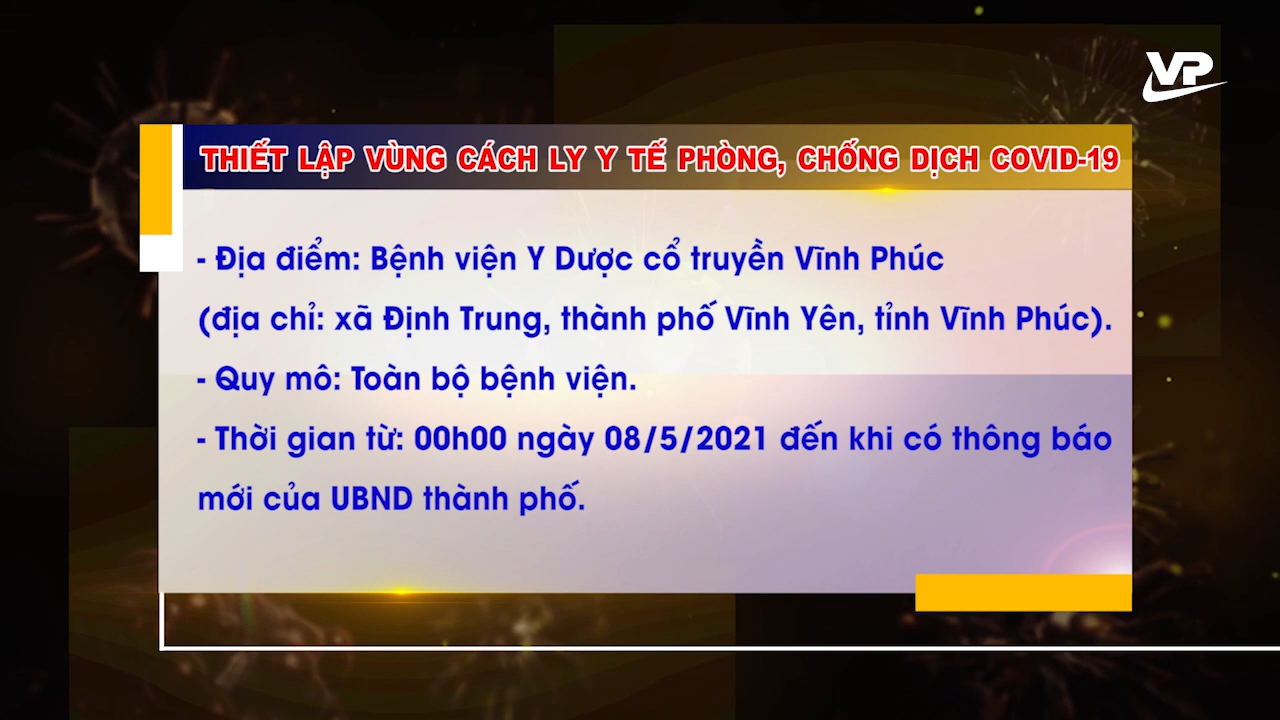 VP
THIẾT LẬP VÙNG CÁCH LY Y TẾ PHÒNG, CHỐNG DỊCH COVID-19
- Địa điểm: Bệnh viện Y Dược cổ truyền Vĩnh Phúc
(địa chỉ: xã Định Trung, thành phố Vĩnh Yên, tỉnh Vĩnh Phúc).
- Quy mô: Toàn bộ bệnh viện.
- Thời gian từ: 00h00 ngày 08/5/2021 đến khi có thông báo
mới của UBND thành phố.